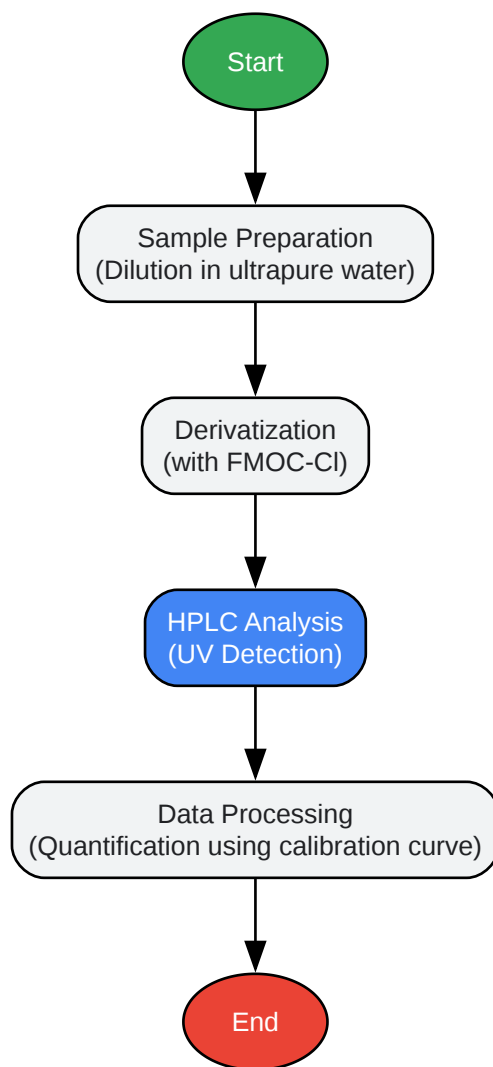 Start
Sample Preparation
(Dilution in ultrapure water)
Derivatization
(with FMOC-Cl)
HPLC Analysis
(UV Detection)
Data Processing
(Quantification using calibration curve)
End